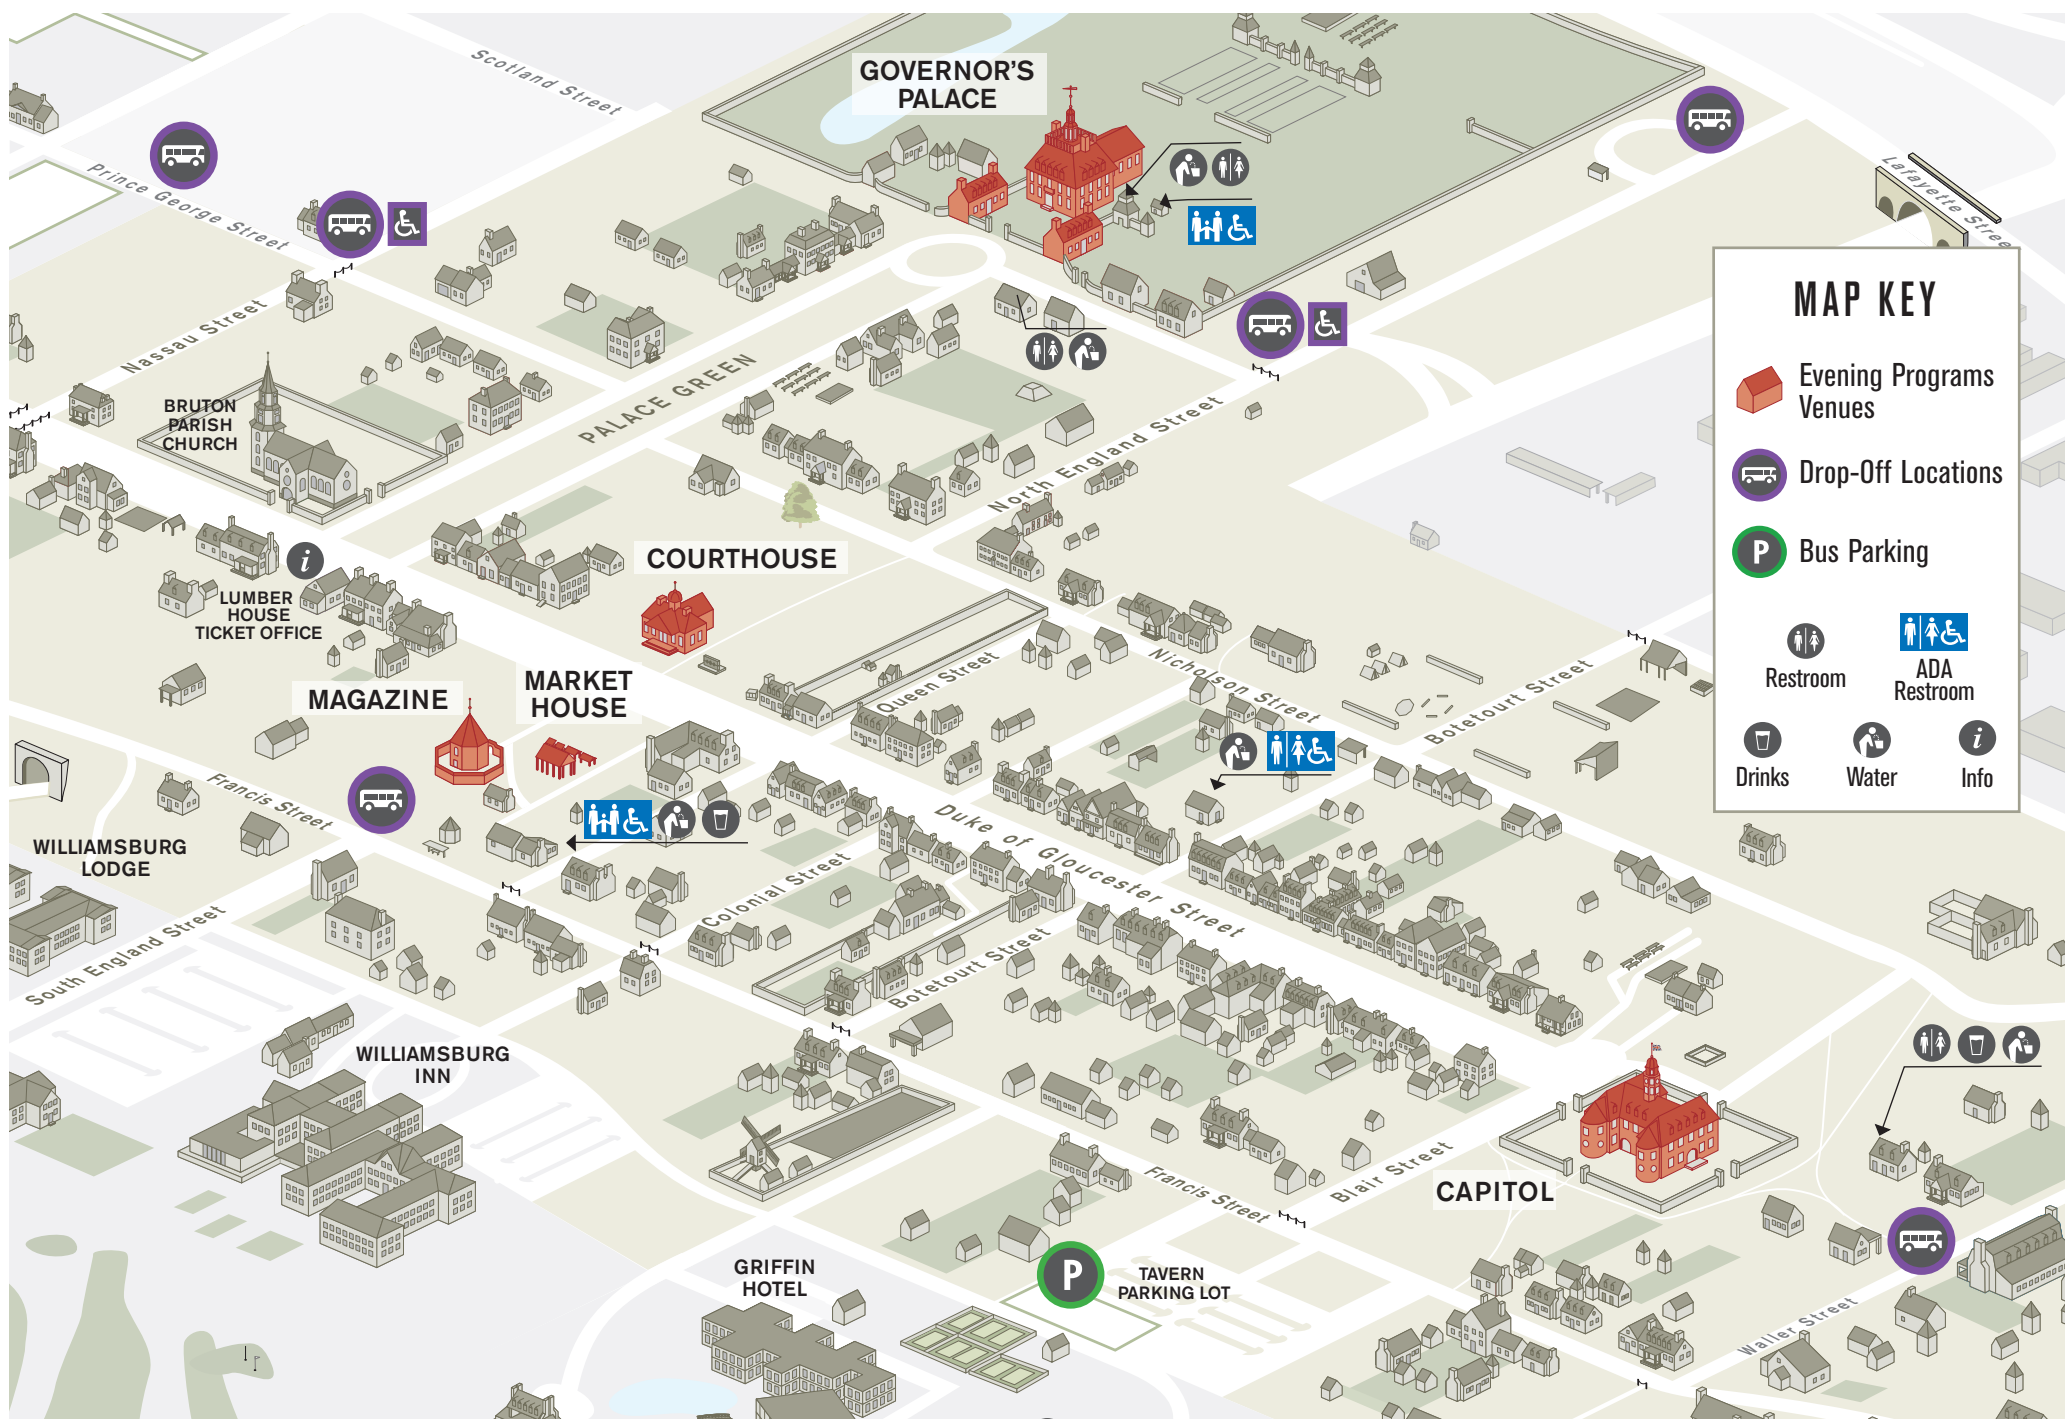 Scotland Street
GOVERNOR'S
PALACE
Prince George Street
Lafayette Street
Nassau Street
PALACE GREEN
BRUTON
PARISH
CHURCH
North England Street
COURTHOUSE
i
LUMBER
HOUSE
TICKET OFFICE
MAGAZINE
MARKET
HOUSE
Queen Street
Nicholson Street
Botetourt Street
Francis Street
WILLIAMSBURG
LODGE
Duke of Gloucester Street
Colonial Street
South England Street
Botetourt Street
WILLIAMSBURG
INN
Francis Street
Blair Street
CAPITOL
GRIFFIN
HOTEL
P
TAVERN
PARKING LOT
Waller Street
MAP KEY
Evening Programs
Venues
Drop-Off Locations
P
Bus Parking
Restroom
ADA
Restroom
i
Drinks
Water
Info